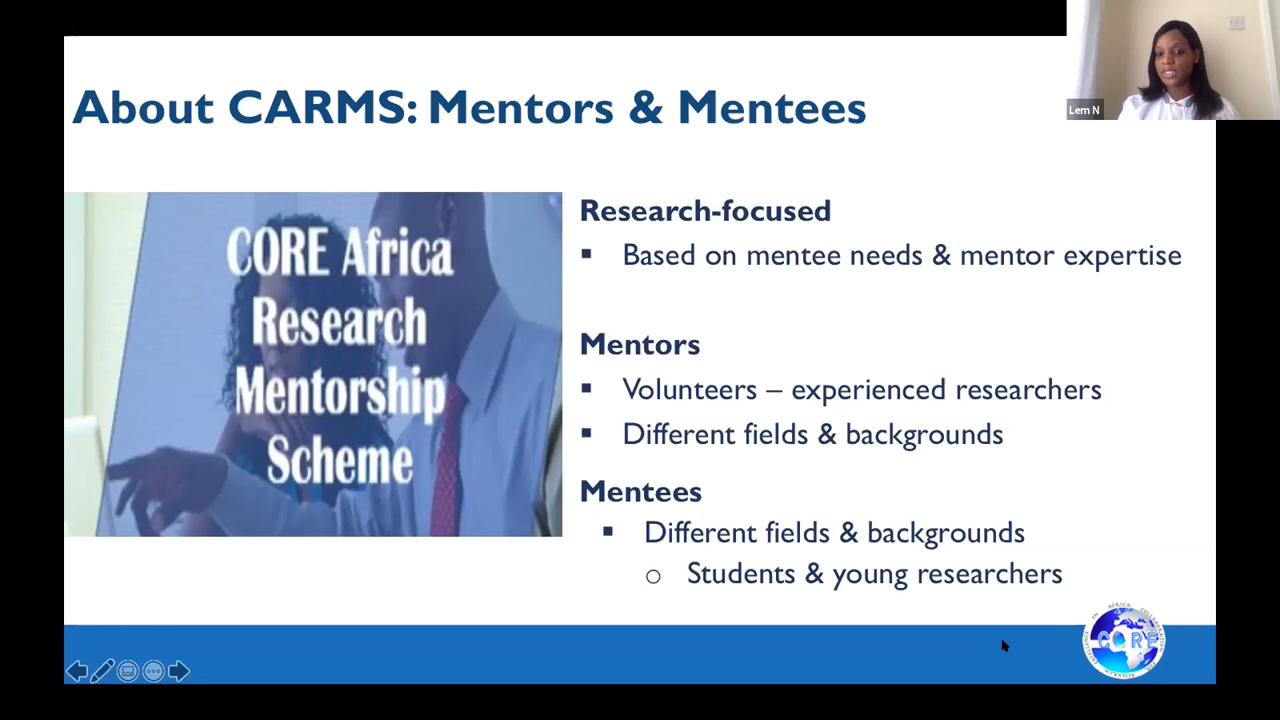 About CARMS: Mentors & Mentees
Lem N
CORE Africa
Research
Mentorship
Scheme
Research-focused
▪ Based on mentee needs & mentor expertise
Mentors
▪ Volunteers – experienced researchers
▪ Different fields & backgrounds
Mentees
▪ Different fields & backgrounds
o Students & young researchers
CORE